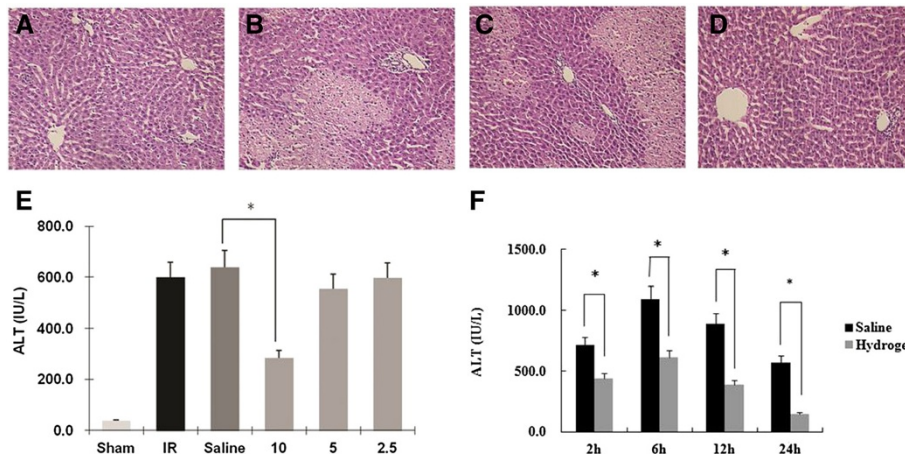 A
B
C
D
E
*
ALT (IU/L)
800.0
600.0
400.0
200.0
0.0
Sham IR Saline 10 5 2.5
F
* * * *
ALT (IU/L)
1500.0
1000.0
500.0
0.0
2h 6h 12h 24h
Saline
Hydroge